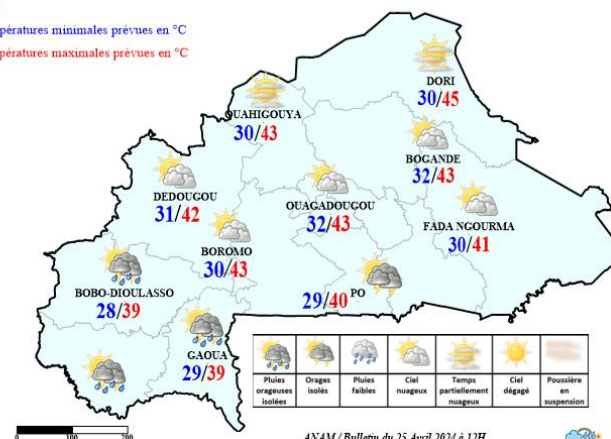 pératures minimales prévues en °C
pératures maximales prévues en °C
DORI
30/45
OUAHIGOUYA
30/43
BOGANDE
32/43
DEDOUGOU
31/42
OUAGADOUGOU
32/43
FADA NGOURMA
30/41
BOROMO
30/43
BOBO-DIOULASSO
28/39
PO
29/40
GAOUA
29/39
Pluies orageuses isolées
Orages isolés
Pluies faibles
Ciel nuageux
Temps partiellement nuageux
Ciel dégagé
Poussière en suspension
0 100 200
ANAM / Bulletin du 25 Avril 2024 à 12H